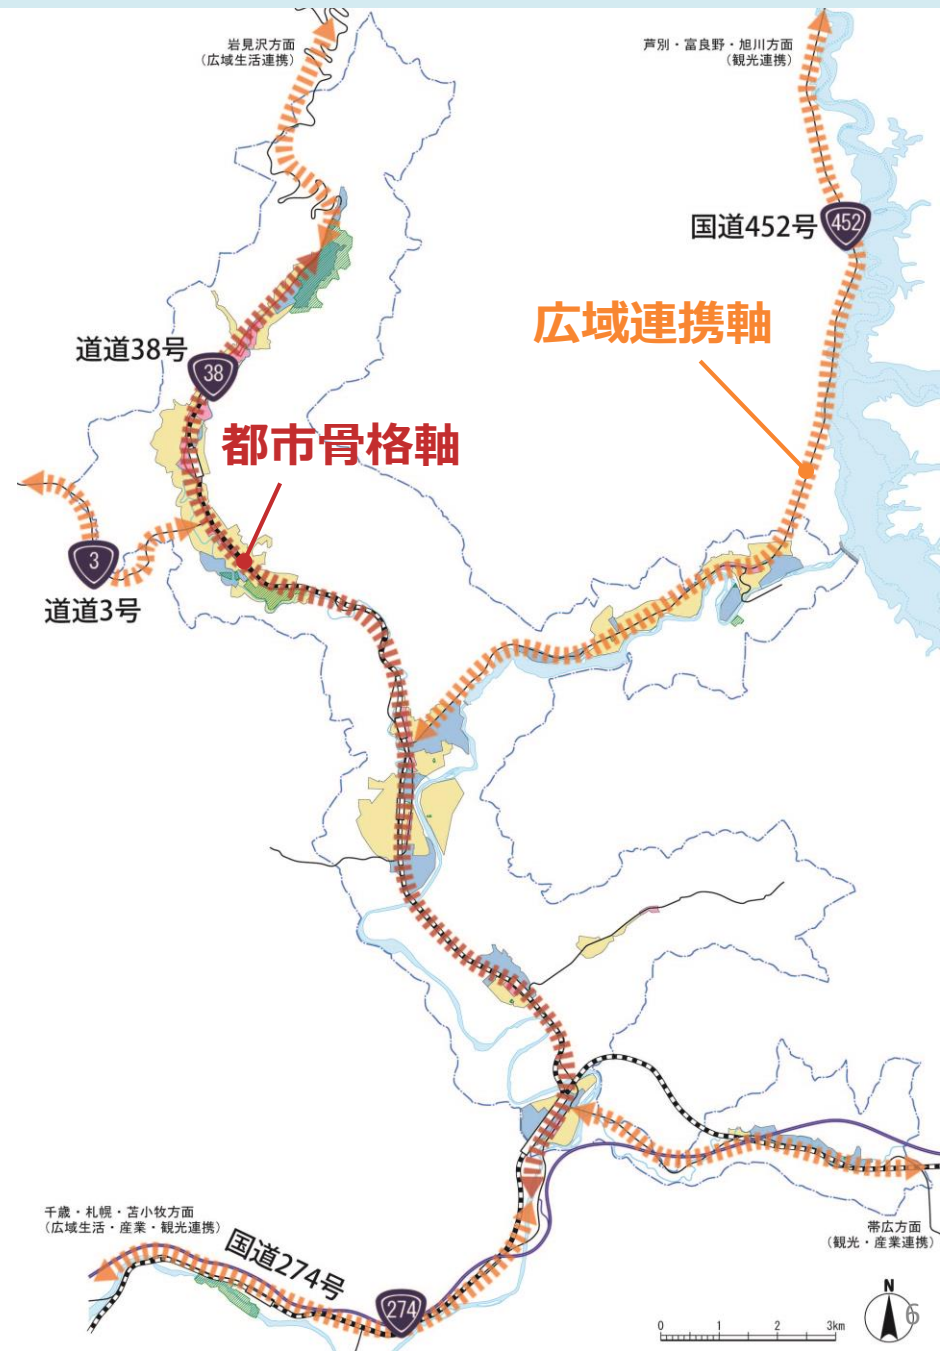 岩見沢方面
(広域生活連携)
芦別・富良野・旭川方面
(観光連携)
国道452号
452
広域連携軸
道道38号
38
都市骨格軸
3
道道3号
千歳・札幌・苫小牧方面
(広域生活・産業・観光連携)
国道274号
274
帯広方面
(観光・産業連携)
N
0 1 2 3km
6